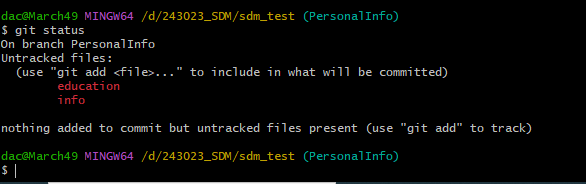 dac@March49 MINGW64 /d/243023_SDM/sdm_test (PersonalInfo)
$ git status
On branch PersonalInfo
Untracked files:
  (use "git add <file>..." to include in what will be committed)
        education
        info

nothing added to commit but untracked files present (use "git add" to track)

dac@March49 MINGW64 /d/243023_SDM/sdm_test (PersonalInfo)
$